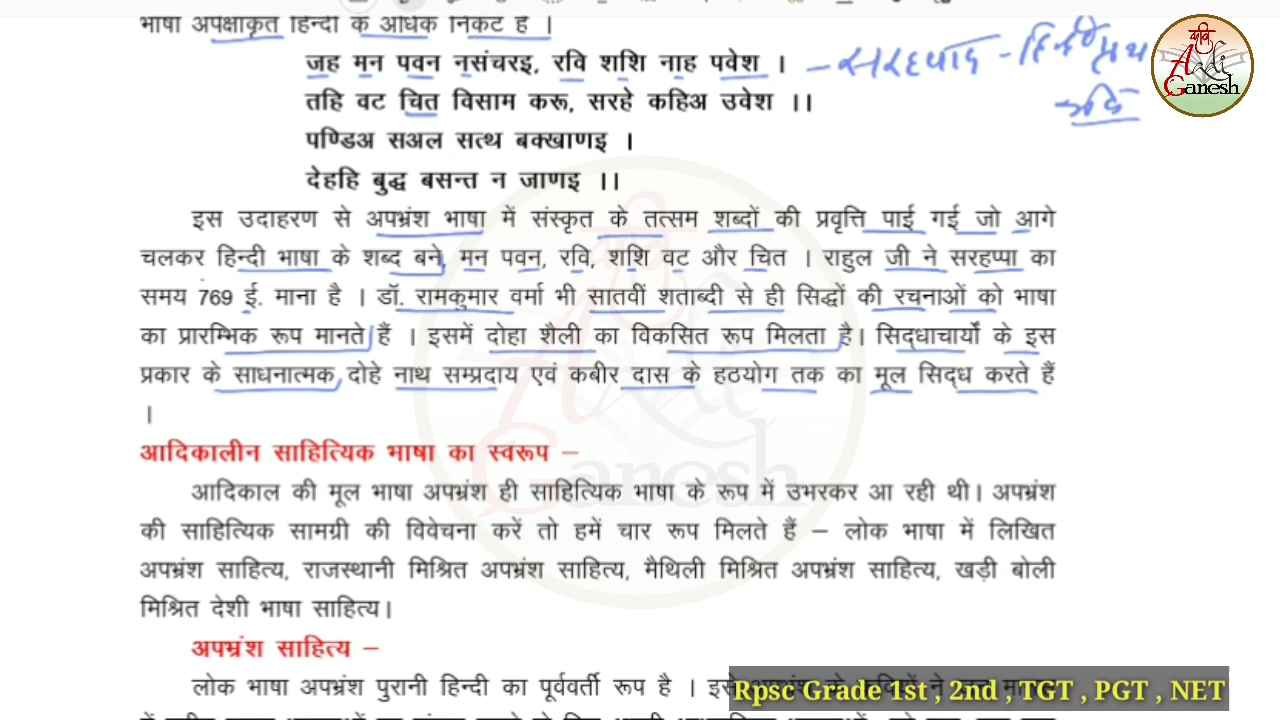 भाषा अपेक्षाकृत हिन्दी के अधिक निकट है ।
जह मन पवन नसंचरइ, रवि शशि नाह पवेश । – सरहपाद - हिन्दी के प्रथम
तहि वट चित विसाम करू, सरहे कहिअ उवेश ।। कवि
पण्डिअ सअल सत्थ बक्खाणइ ।
देहहि बुद्ध बसन्त न जाणइ ।।
इस उदाहरण से अपभ्रंश भाषा में संस्कृत के तत्सम शब्दों की प्रवृत्ति पाई गई जो आगे
चलकर हिन्दी भाषा के शब्द बने, मन पवन, रवि, शशि वट और चित । राहुल जी ने सरहप्पा का
समय 769 ई. माना है । डॉ. रामकुमार वर्मा भी सातवीं शताब्दी से ही सिद्धों की रचनाओं को भाषा
का प्रारम्भिक रूप मानते हैं । इसमें दोहा शैली का विकसित रूप मिलता है। सिद्धाचार्यों के इस
प्रकार के साधनात्मक दोहे नाथ सम्प्रदाय एवं कबीर दास के हठयोग तक का मूल सिद्ध करते हैं
।
आदिकालीन साहित्यिक भाषा का स्वरूप –
आदिकाल की मूल भाषा अपभ्रंश ही साहित्यिक भाषा के रूप में उभरकर आ रही थी। अपभ्रंश
की साहित्यिक सामग्री की विवेचना करें तो हमें चार रूप मिलते हैं – लोक भाषा में लिखित
अपभ्रंश साहित्य, राजस्थानी मिश्रित अपभ्रंश साहित्य, मैथिली मिश्रित अपभ्रंश साहित्य, खड़ी बोली
मिश्रित देशी भाषा साहित्य।
अपभ्रंश साहित्य –
लोक भाषा अपभ्रंश पुरानी हिन्दी का पूर्ववर्ती रूप है ।
Rpsc Grade 1st , 2nd , TGT , PGT , NET
Adi
Ganesh